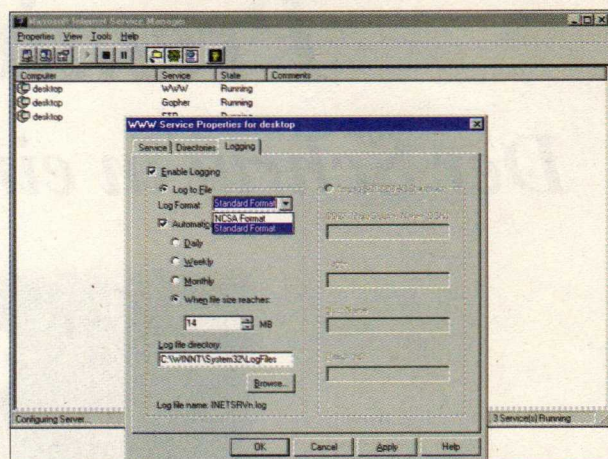 Microsoft Internet Service Manager
Properties View Tools Help
Computer Service State Comments
desktop WWW Running
desktop Gopher Running
desktop FTP Running
WWW Service Properties for desktop
Service Directories Logging
Enable Logging
Log to File
Log Format: Standard Format
NCSA Format
Standard Format
Daily
Weekly
Monthly
When file size reaches:
14 MB
Log file directory:
C:\WINNT\System32\LogFiles
Browse...
Log file name: INETSRVn.log
OK Cancel Apply Help
Configuring Server... 3 Service(s) Running